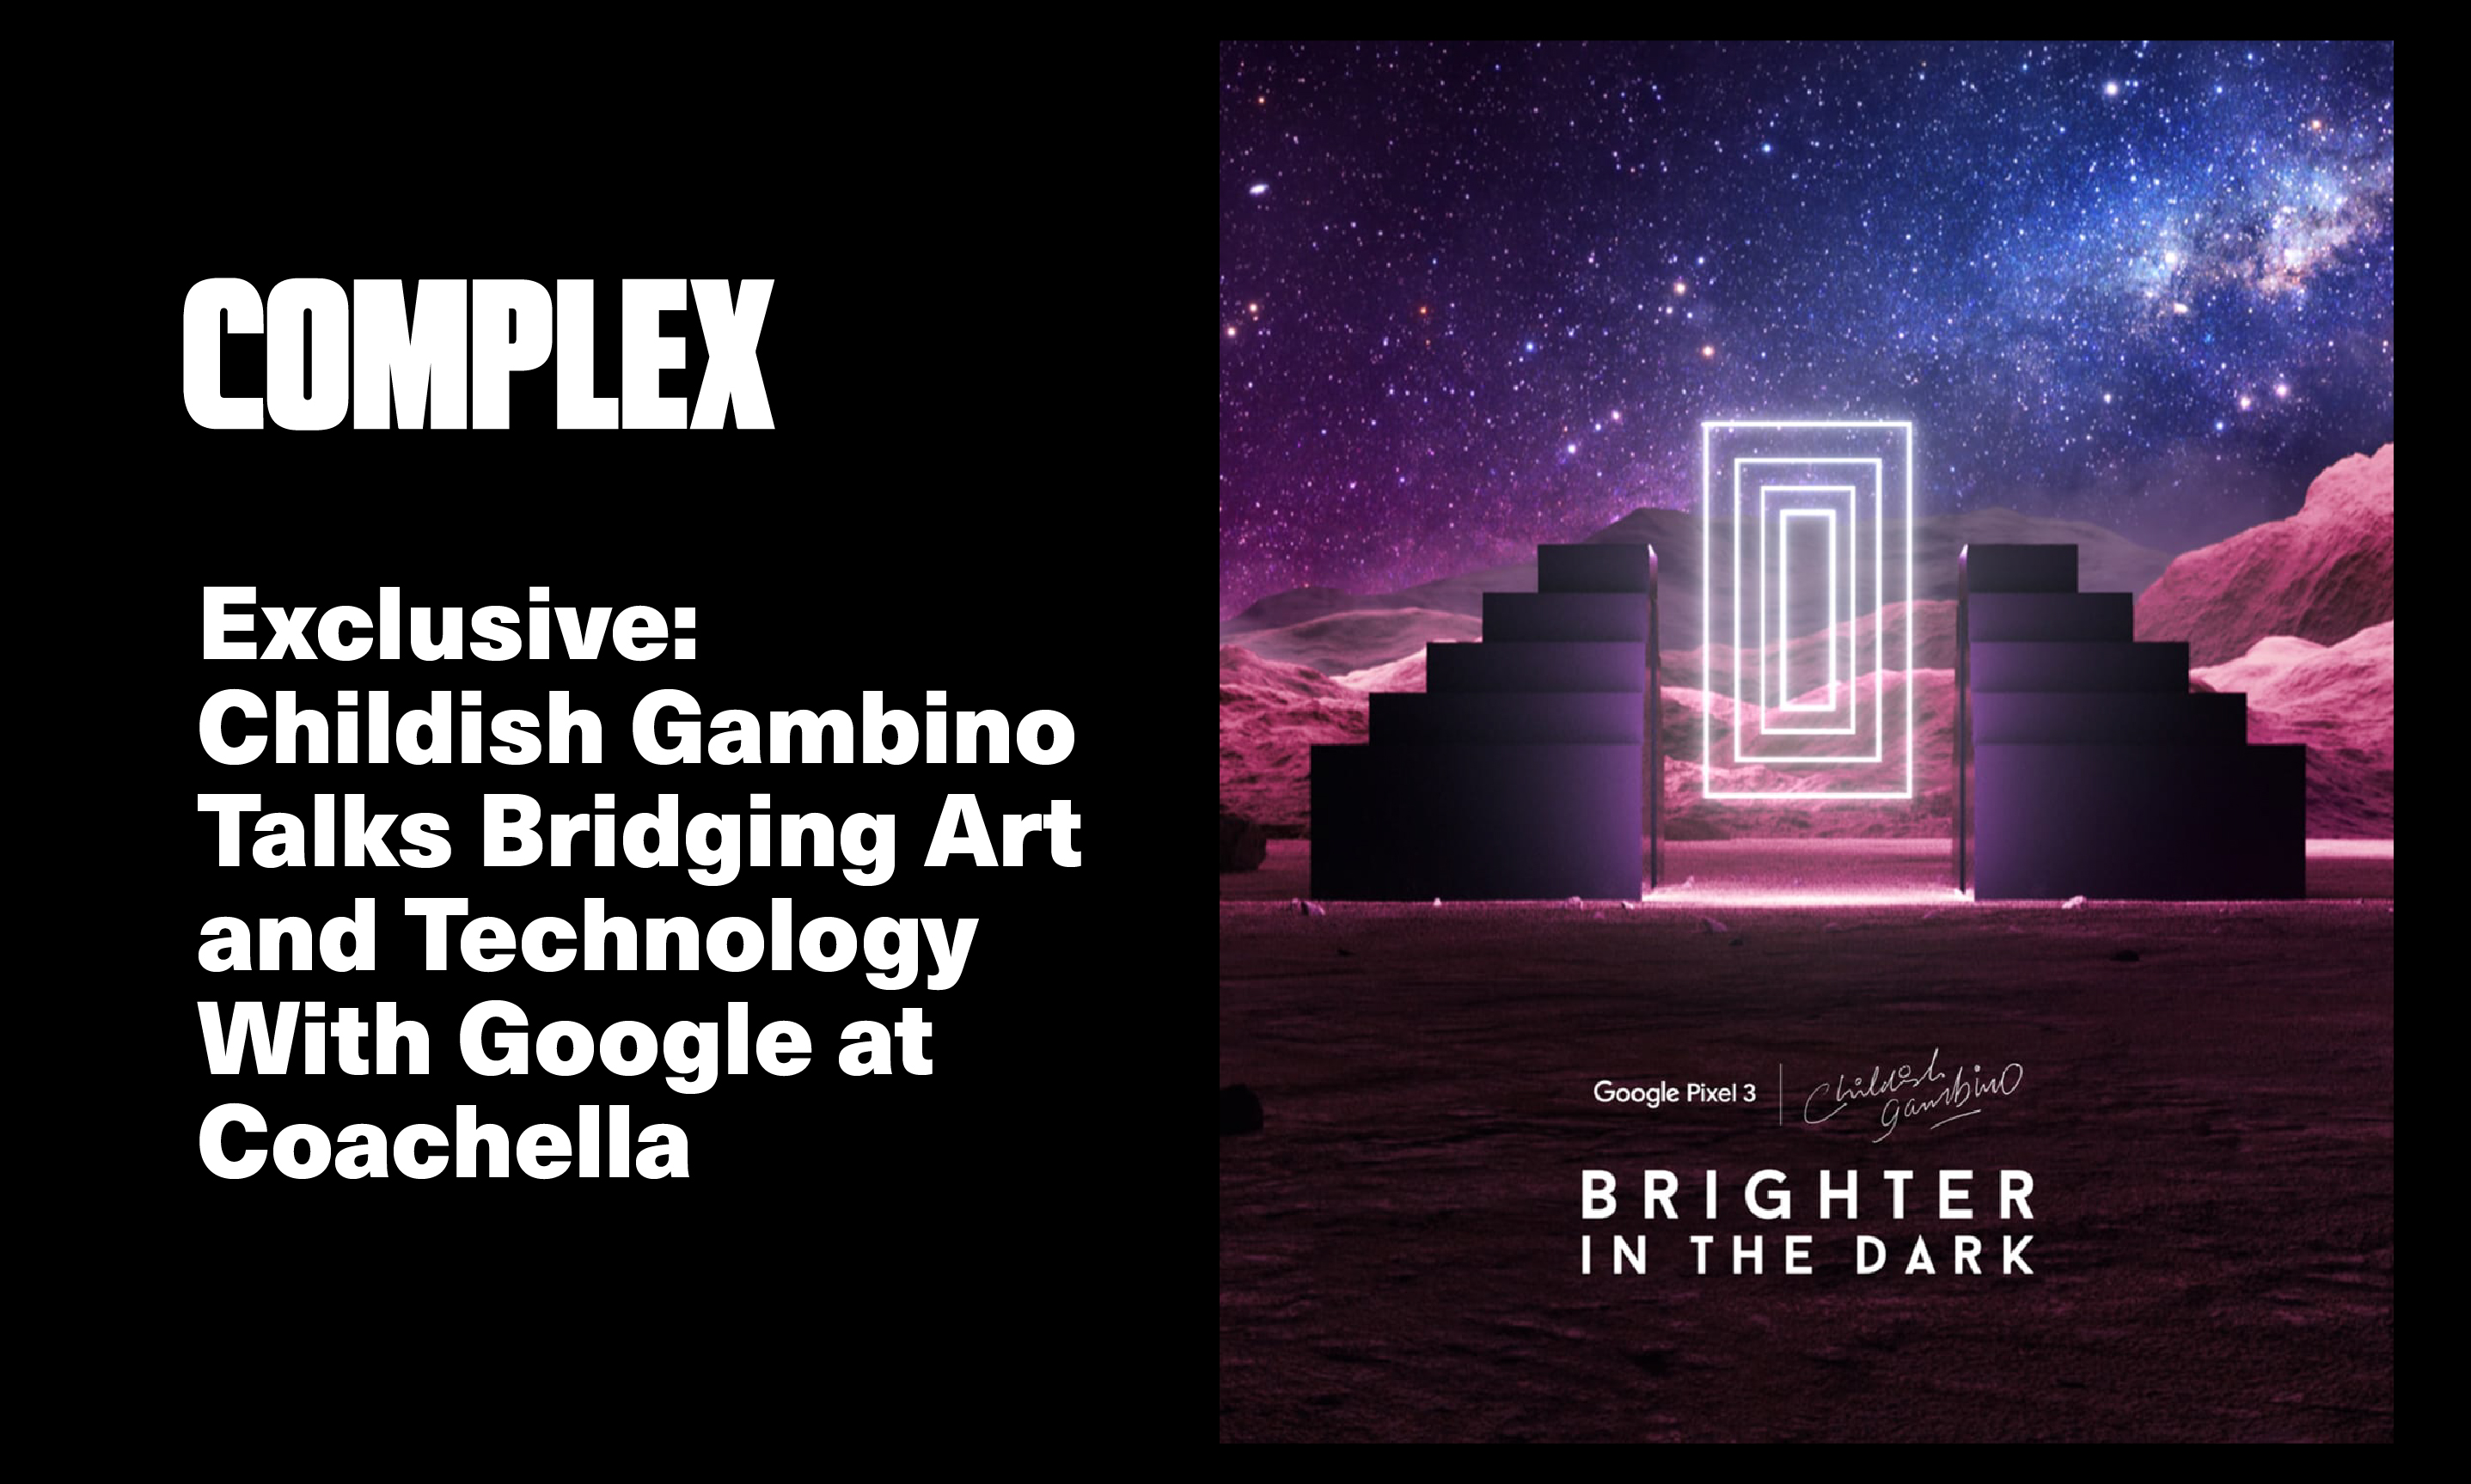 COMPLEX
Exclusive:
Childish Gambino
Talks Bridging Art
and Technology
With Google at
Coachella
Google Pixel 3 | Childish
gambino
BRIGHTER
IN THE DARK